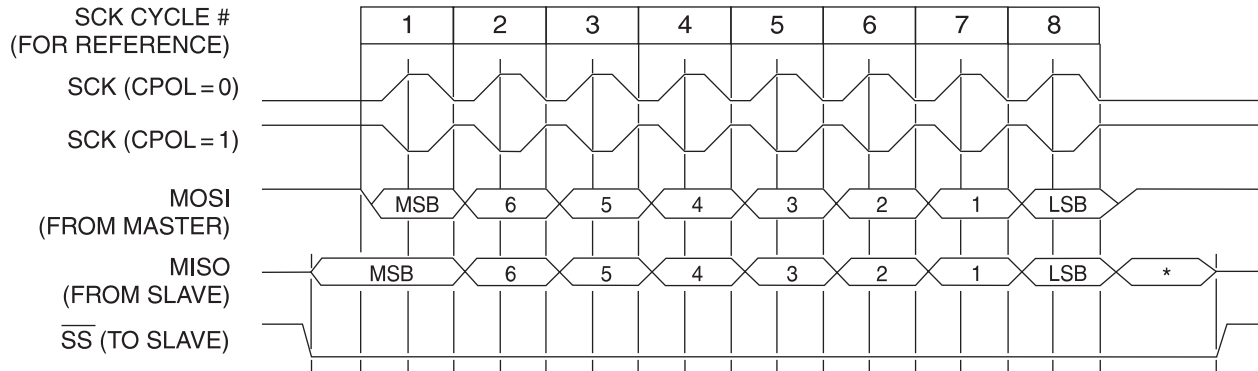 SCK CYCLE #
(FOR REFERENCE)
1 2 3 4 5 6 7 8
SCK (CPOL = 0)
SCK (CPOL = 1)
MOSI
(FROM MASTER)
MSB 6 5 4 3 2 1 LSB
MISO
(FROM SLAVE)
MSB 6 5 4 3 2 1 LSB *
S̅S̅ (TO SLAVE)